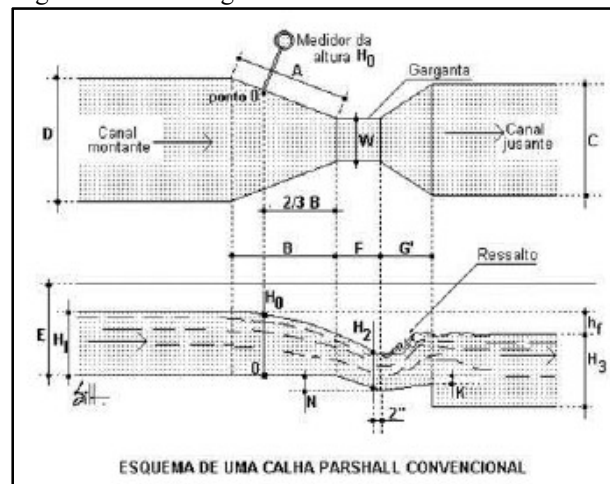 Medidor da
altura H0
A
Garganta
ponto 0
D
Canal
montante
W
Canal
jusante
C
2/3 B
B
F
G'
Ressalto
E
H1
H0
H2
hf
H3
0
N
K
2"
ESQUEMA DE UMA CALHA PARSHALL CONVENCIONAL